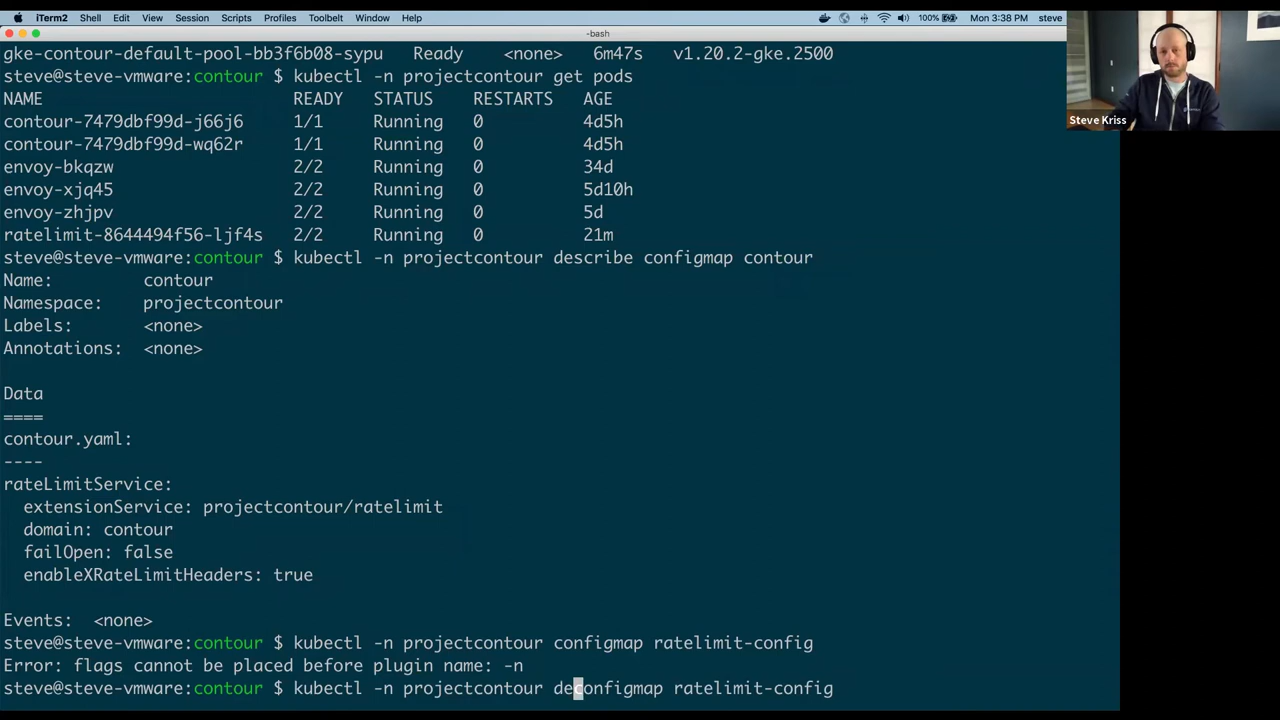 iTerm2 Shell Edit View Session Scripts Profiles Toolbelt Window Help 100% Mon 3:38 PM steve
-bash
gke-contour-default-pool-bb3f6b08-sypu Ready <none> 6m47s v1.20.2-gke.2500
steve@steve-vmware:contour $ kubectl -n projectcontour get pods
NAME READY STATUS RESTARTS AGE
contour-7479dbf99d-j66j6 1/1 Running 0 4d5h
contour-7479dbf99d-wq62r 1/1 Running 0 4d5h
envoy-bkqzw 2/2 Running 0 34d
envoy-xjq45 2/2 Running 0 5d10h
envoy-zhjpv 2/2 Running 0 5d
ratelimit-8644494f56-ljf4s 2/2 Running 0 21m
steve@steve-vmware:contour $ kubectl -n projectcontour describe configmap contour
Name: contour
Namespace: projectcontour
Labels: <none>
Annotations: <none>
Data
====
contour.yaml:
----
rateLimitService:
extensionService: projectcontour/ratelimit
domain: contour
failOpen: false
enableXRateLimitHeaders: true
Events: <none>
steve@steve-vmware:contour $ kubectl -n projectcontour configmap ratelimit-config
Error: flags cannot be placed before plugin name: -n
steve@steve-vmware:contour $ kubectl -n projectcontour deconfigmap ratelimit-config
Steve Kriss